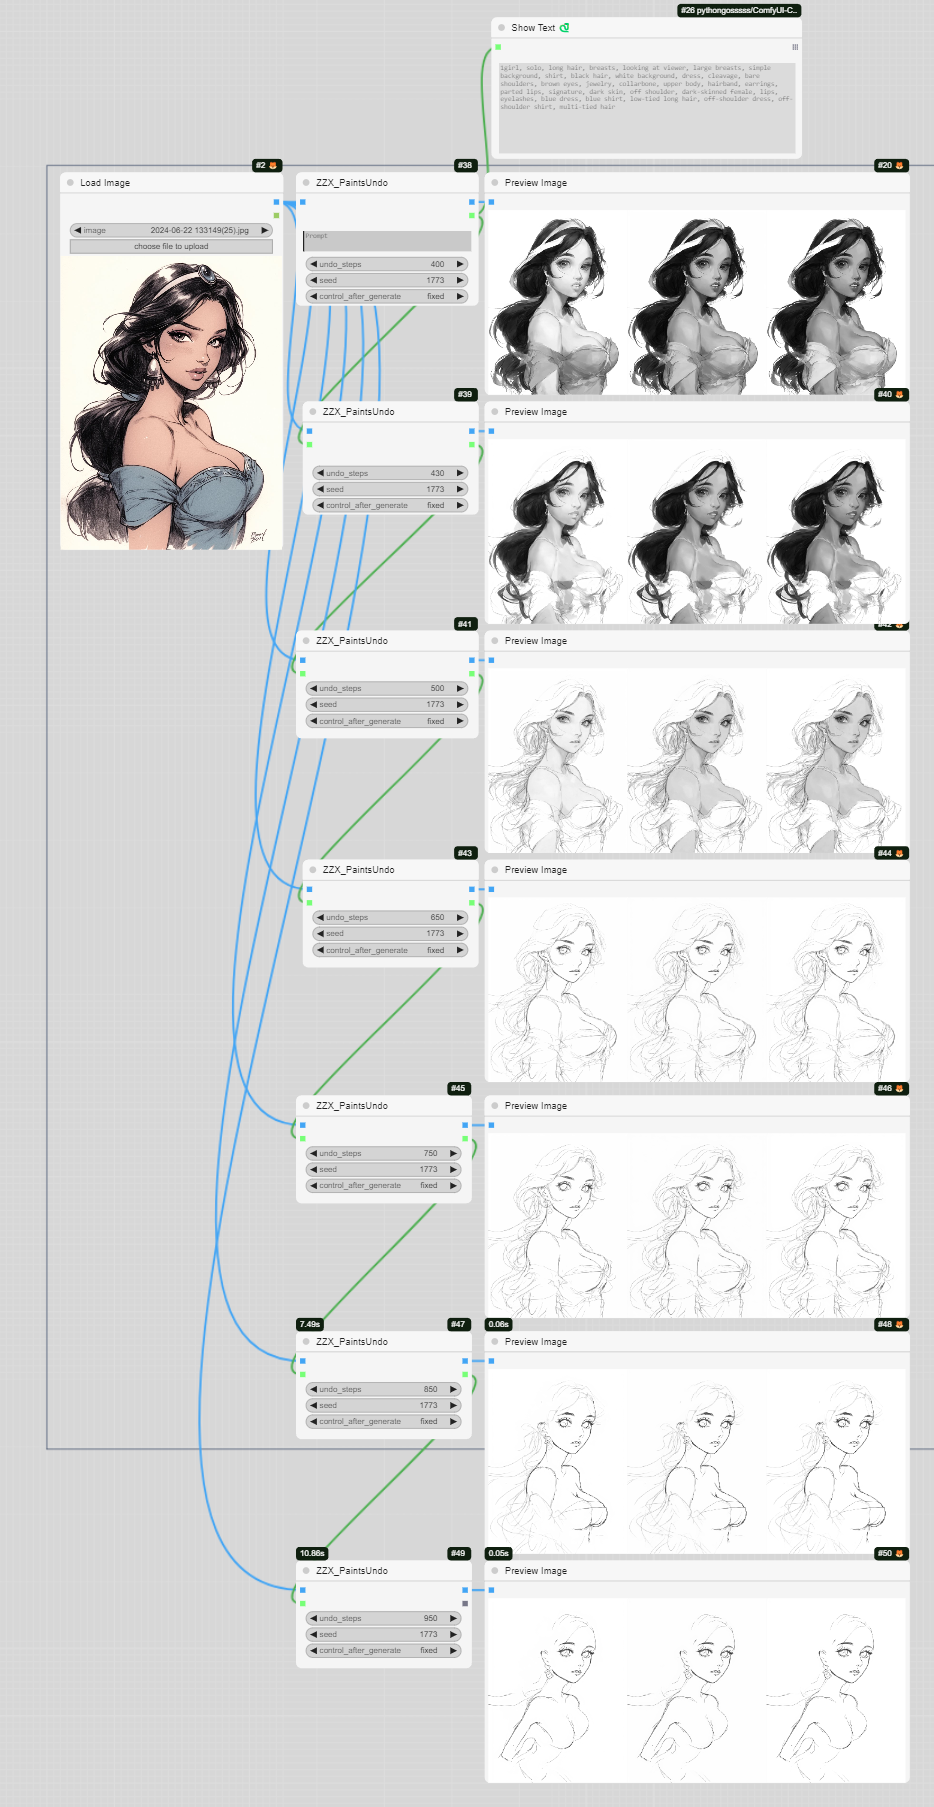 #26 pythongosssss/ComfyUI-C..
Show Text
1girl, solo, long hair, breasts, looking at viewer, large breasts, simple
background, shirt, black hair, white background, dress, cleavage, bare
shoulders, brown eyes, jewelry, collarbone, upper body, hairband, earrings,
parted lips, signature, dark skin, off shoulder, dark-skinned female, lips,
eyelashes, blue dress, blue shirt, low-tied long hair, off-shoulder dress, off-
shoulder shirt, multi-tied hair
#2
Load Image
image 2024-06-22 133149(25).jpg
choose file to upload
#38
ZZX_PaintsUndo
Prompt
undo_steps 400
seed 1773
control_after_generate fixed
#20
Preview Image
#39
ZZX_PaintsUndo
undo_steps 430
seed 1773
control_after_generate fixed
#40
Preview Image
#41
ZZX_PaintsUndo
undo_steps 500
seed 1773
control_after_generate fixed
#42
Preview Image
#43
ZZX_PaintsUndo
undo_steps 650
seed 1773
control_after_generate fixed
#44
Preview Image
#45
ZZX_PaintsUndo
undo_steps 750
seed 1773
control_after_generate fixed
#46
Preview Image
7.49s
#47
ZZX_PaintsUndo
undo_steps 850
seed 1773
control_after_generate fixed
0.06s
#48
Preview Image
10.86s
#49
ZZX_PaintsUndo
undo_steps 950
seed 1773
control_after_generate fixed
0.05s
#50
Preview Image